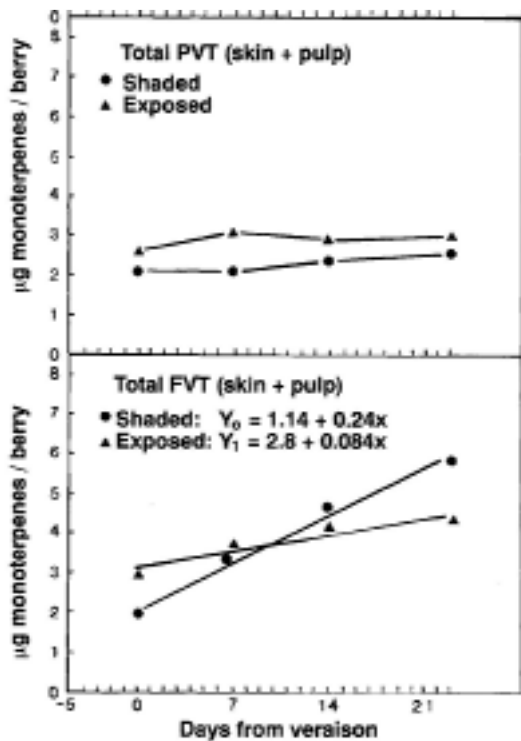 Total PVT (skin + pulp)
● Shaded
▲ Exposed
6
5
4
3
2
1
0
µg monoterpenes / berry
Total FVT (skin + pulp)
● Shaded: Y₀ = 1.14 + 0.24x
▲ Exposed: Y₁ = 2.8 + 0.084x
8
7
6
5
4
3
2
1
0
µg monoterpenes / berry
-5 0 7 14 21
Days from veraison